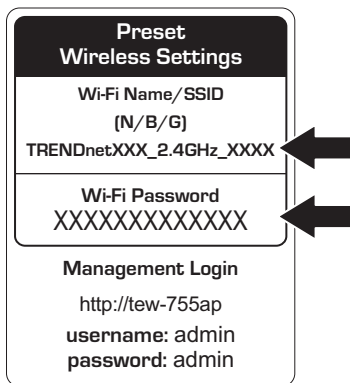 Preset
Wireless Settings
Wi-Fi Name/SSID
(N/B/G)
TRENDnetXXX_2.4GHz_XXXX
Wi-Fi Password
XXXXXXXXXXXXX
Management Login
http://tew-755ap
username: admin
password: admin